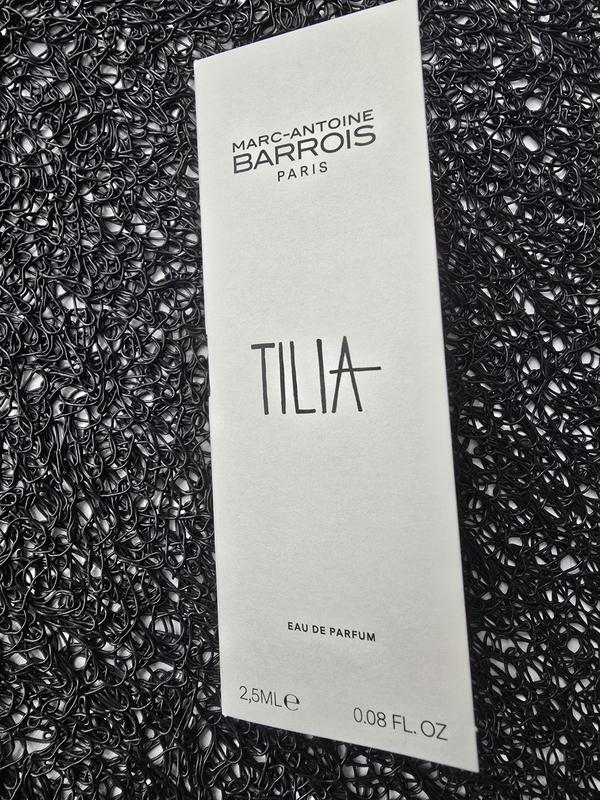 MARC-ANTOINE
BARROIS
PARIS
TILIA
EAU DE PARFUM
2,5ML℮ 0.08 FL. OZ